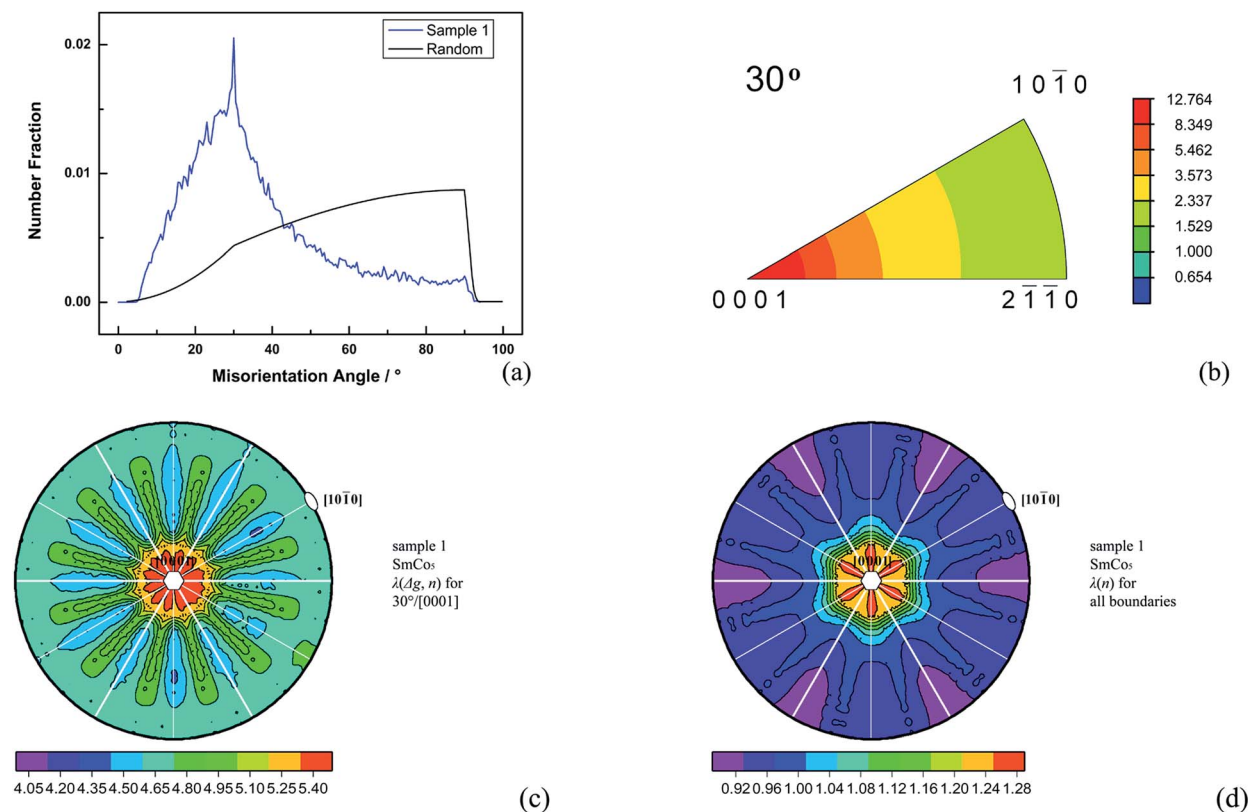 Sample 1
Random
0.02
0.01
0.00
Number Fraction
0 20 40 60 80 100
Misorientation Angle / °
(a)
30°
1 0 1̅ 0
0 0 0 1
2 1̅ 1̅ 0
12.764
8.349
5.462
3.573
2.337
1.529
1.000
0.654
(b)
[101̅0]
[0001]
sample 1
SmCo₅
λ(Δg, n) for
30°/[0001]
4.05 4.20 4.35 4.50 4.65 4.80 4.95 5.10 5.25 5.40
(c)
[101̅0]
[0001]
sample 1
SmCo₅
λ(n) for
all boundaries
0.92 0.96 1.00 1.04 1.08 1.12 1.16 1.20 1.24 1.28
(d)